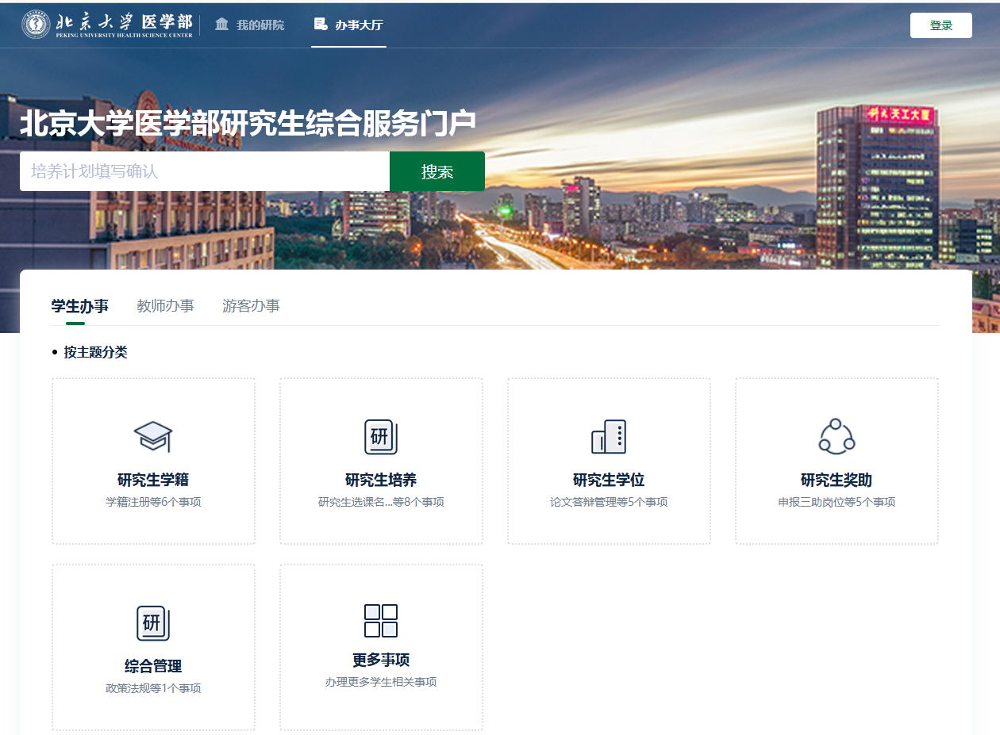 北京大学医学部
PEKING UNIVERSITY HEALTH SCIENCE CENTER
我的研院
办事大厅
登录
北京大学医学部研究生综合服务门户
培养计划填写确认
搜索
天工大厦
学生办事
教师办事
游客办事
按主题分类
研究生学籍
学籍注册等6个事项
研究生培养
研究生选课名...等8个事项
研究生学位
论文答辩管理等5个事项
研究生奖助
申报三助岗位等5个事项
综合管理
政策法规等1个事项
更多事项
办理更多学生相关事项